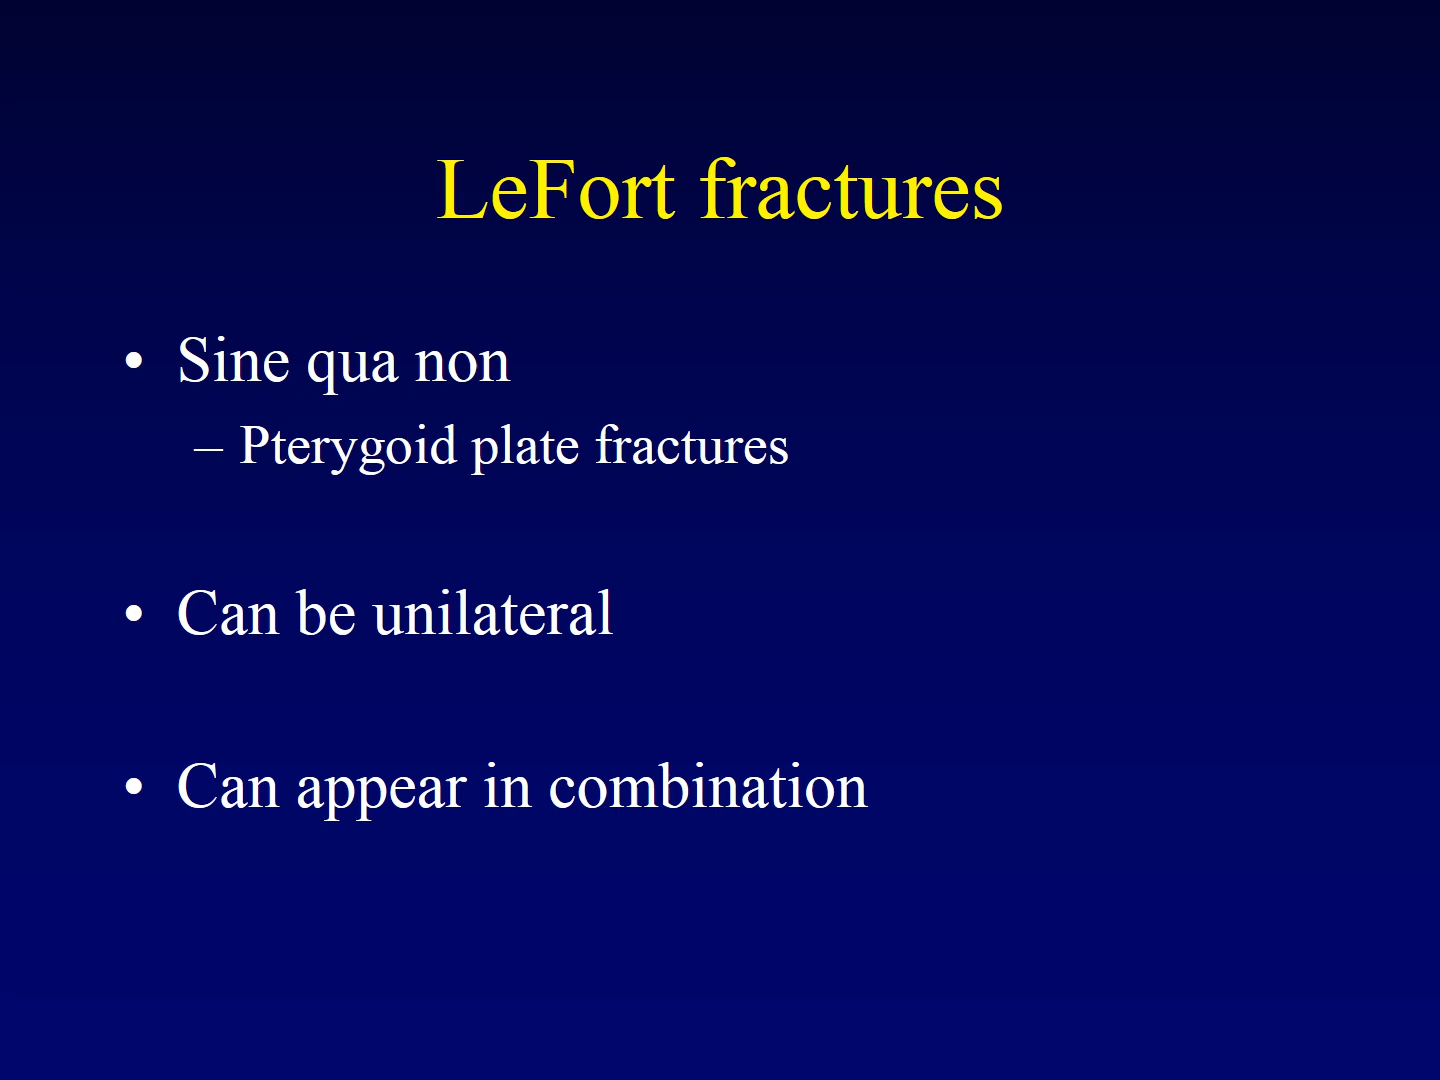 LeFort fractures
• Sine qua non
– Pterygoid plate fractures
• Can be unilateral
• Can appear in combination